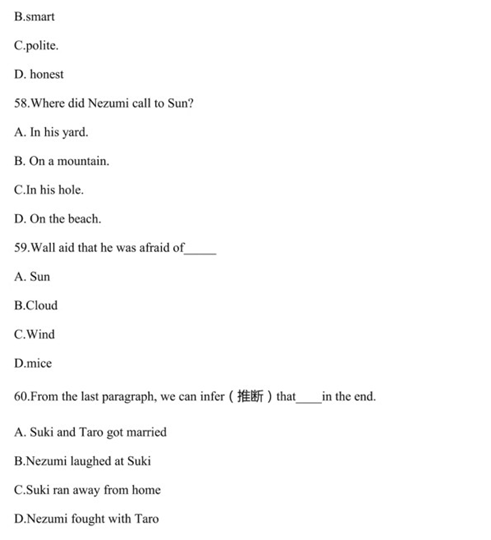 B.smart
C.polite.
D. honest
58.Where did Nezumi call to Sun?
A. In his yard.
B. On a mountain.
C.In his hole.
D. On the beach.
59.Wall aid that he was afraid of_____
A. Sun
B.Cloud
C.Wind
D.mice
60.From the last paragraph, we can infer ( 推断 ) that____in the end.
A. Suki and Taro got married
B.Nezumi laughed at Suki
C.Suki ran away from home
D.Nezumi fought with Taro